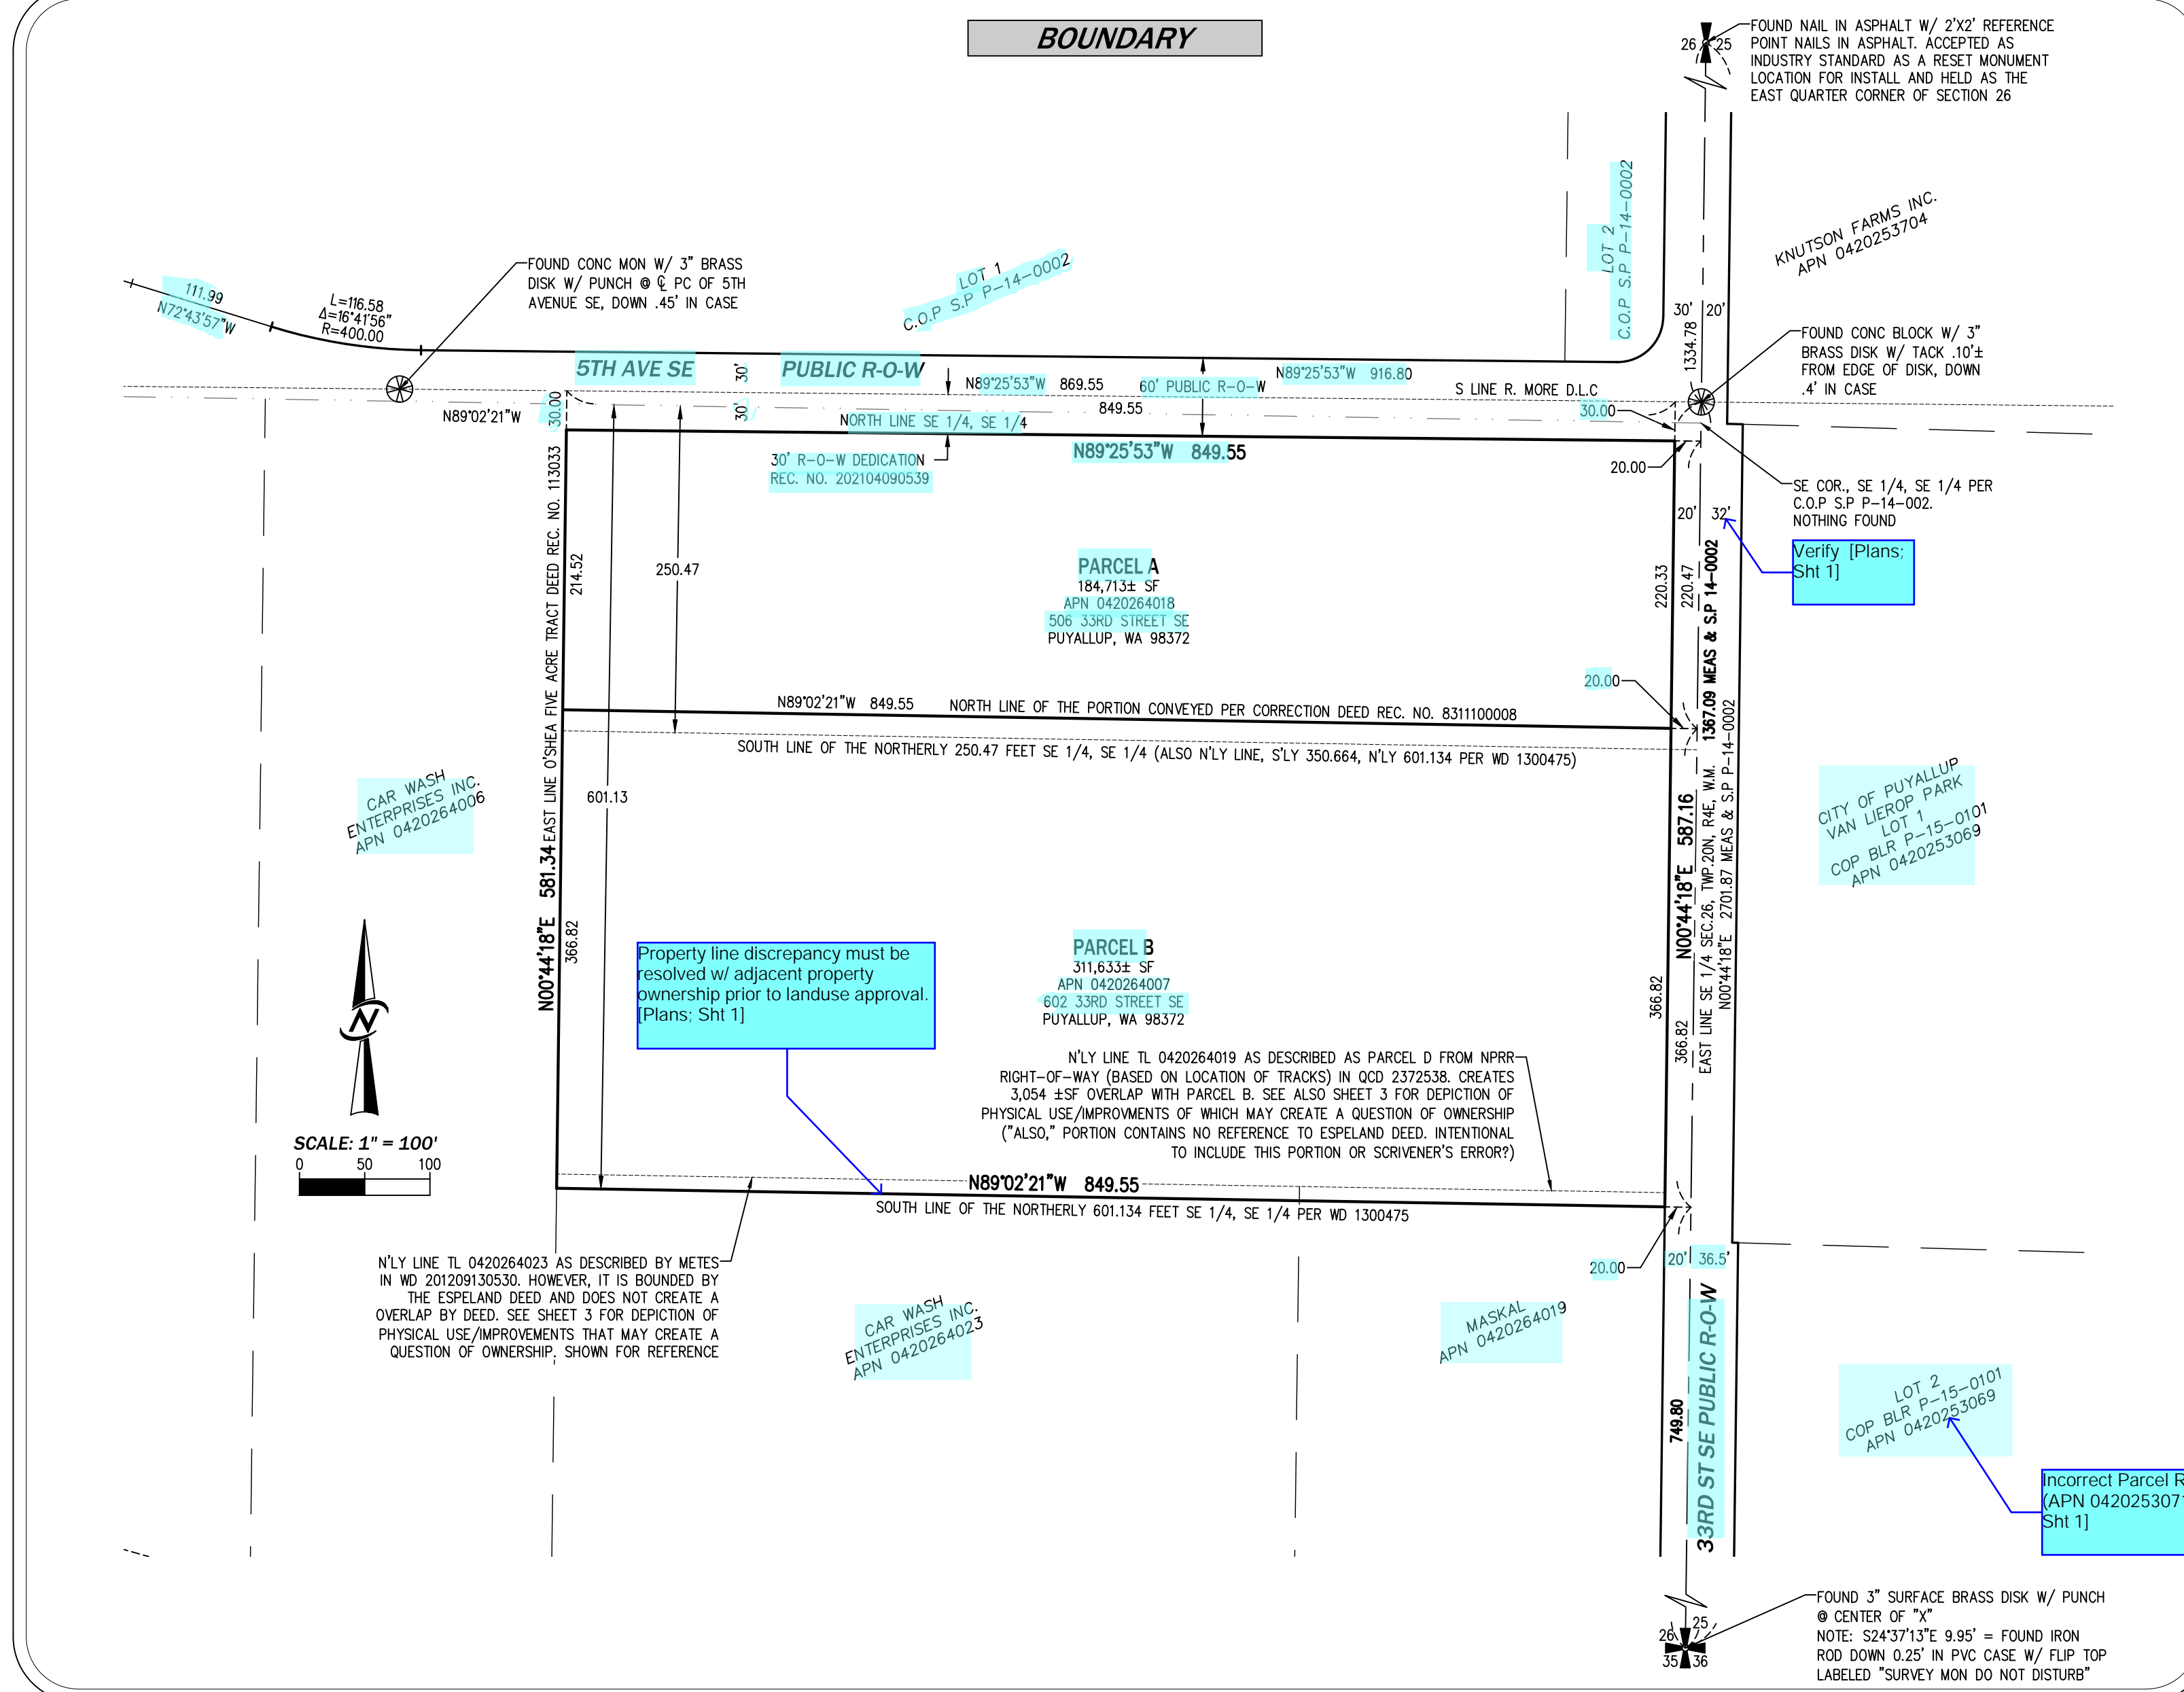 BOUNDARY
26 25
FOUND NAIL IN ASPHALT W/ 2'X2' REFERENCE
POINT NAILS IN ASPHALT. ACCEPTED AS
INDUSTRY STANDARD AS A RESET MONUMENT
LOCATION FOR INSTALL AND HELD AS THE
EAST QUARTER CORNER OF SECTION 26
LOT 2
C.O.P S.P P-14-0002
KNUTSON FARMS INC.
APN 0420253704
111.99
N72°43'57"W
L=116.58
Δ=16°41'56"
R=400.00
FOUND CONC MON W/ 3" BRASS
DISK W/ PUNCH @ ℄ PC OF 5TH
AVENUE SE, DOWN .45' IN CASE
LOT 1
C.O.P S.P P-14-0002
30' 20'
1334.78
FOUND CONC BLOCK W/ 3"
BRASS DISK W/ TACK .10'±
FROM EDGE OF DISK, DOWN
.4' IN CASE
5TH AVE SE
30'
PUBLIC R-O-W
N89°25'53"W 869.55
60' PUBLIC R-O-W
N89°25'53"W 916.80
S LINE R. MORE D.L.C
N89°02'21"W
30.00
30'
849.55
30.00
NORTH LINE SE 1/4, SE 1/4
N89°25'53"W 849.55
30' R-O-W DEDICATION
REC. NO. 202104090539
20.00
SE COR., SE 1/4, SE 1/4 PER
C.O.P S.P P-14-002.
NOTHING FOUND
20' 32'
Verify [Plans;
Sht 1]
EAST LINE O'SHEA FIVE ACRE TRACT DEED REC. NO. 113033
214.52
250.47
PARCEL A
184,713± SF
APN 0420264018
506 33RD STREET SE
PUYALLUP, WA 98372
220.33
220.47
1367.09 MEAS & S.P 14-0002
20.00
N89°02'21"W 849.55
NORTH LINE OF THE PORTION CONVEYED PER CORRECTION DEED REC. NO. 8311100008
SOUTH LINE OF THE NORTHERLY 250.47 FEET SE 1/4, SE 1/4 (ALSO N'LY LINE, S'LY 350.664, N'LY 601.134 PER WD 1300475)
CAR WASH
ENTERPRISES INC.
APN 0420264006
601.13
CITY OF PUYALLUP
VAN LIEROP PARK
LOT 1
COP BLR P-15-0101
APN 0420253069
N00°44'18"E 581.34
366.82
N00°44'18"E 587.16
EAST LINE SE 1/4 SEC.26, TWP.20N, R4E, W.M.
N00°44'18"E 2701.87 MEAS & S.P P-14-0002
366.82
366.82
Property line discrepancy must be
resolved w/ adjacent property
ownership prior to landuse approval.
[Plans; Sht 1]
PARCEL B
311,633± SF
APN 0420264007
602 33RD STREET SE
PUYALLUP, WA 98372
N
N'LY LINE TL 0420264019 AS DESCRIBED AS PARCEL D FROM NPRR
RIGHT-OF-WAY (BASED ON LOCATION OF TRACKS) IN QCD 2372538. CREATES
3,054 ±SF OVERLAP WITH PARCEL B. SEE ALSO SHEET 3 FOR DEPICTION OF
PHYSICAL USE/IMPROVMENTS OF WHICH MAY CREATE A QUESTION OF OWNERSHIP
("ALSO," PORTION CONTAINS NO REFERENCE TO ESPELAND DEED. INTENTIONAL
TO INCLUDE THIS PORTION OR SCRIVENER'S ERROR?)
SCALE: 1" = 100'
0 50 100
N89°02'21"W 849.55
SOUTH LINE OF THE NORTHERLY 601.134 FEET SE 1/4, SE 1/4 PER WD 1300475
N'LY LINE TL 0420264023 AS DESCRIBED BY METES
IN WD 201209130530. HOWEVER, IT IS BOUNDED BY
THE ESPELAND DEED AND DOES NOT CREATE A
OVERLAP BY DEED. SEE SHEET 3 FOR DEPICTION OF
PHYSICAL USE/IMPROVEMENTS THAT MAY CREATE A
QUESTION OF OWNERSHIP. SHOWN FOR REFERENCE
20.00
20' 36.5'
CAR WASH
ENTERPRISES INC.
APN 0420264023
MASKAL
APN 0420264019
749.80
33RD ST SE PUBLIC R-O-W
LOT 2
COP BLR P-15-0101
APN 0420253069
Incorrect Parcel
(APN 042025307
Sht 1]
FOUND 3" SURFACE BRASS DISK W/ PUNCH
@ CENTER OF "X"
NOTE: S24°37'13"E 9.95' = FOUND IRON
ROD DOWN 0.25' IN PVC CASE W/ FLIP TOP
LABELED "SURVEY MON DO NOT DISTURB"
26 25
35 36